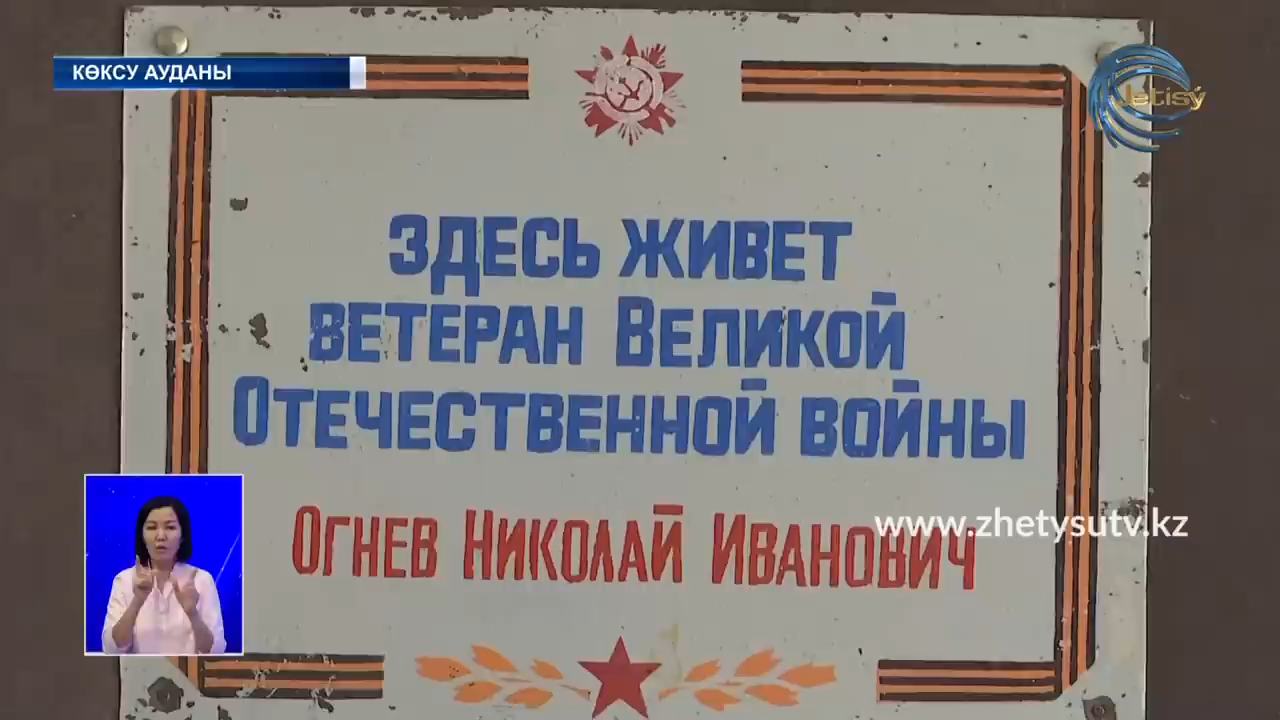 КӨКСУ АУДАНЫ
Jetisý
ЗДЕСЬ ЖИВЕТ
ВЕТЕРАН ВЕЛИКОЙ
ОТЕЧЕСТВЕННОЙ ВОЙНЫ
ОГНЕВ НИКОЛАЙ ИВАНОВИЧ
www.zhetysutv.kz